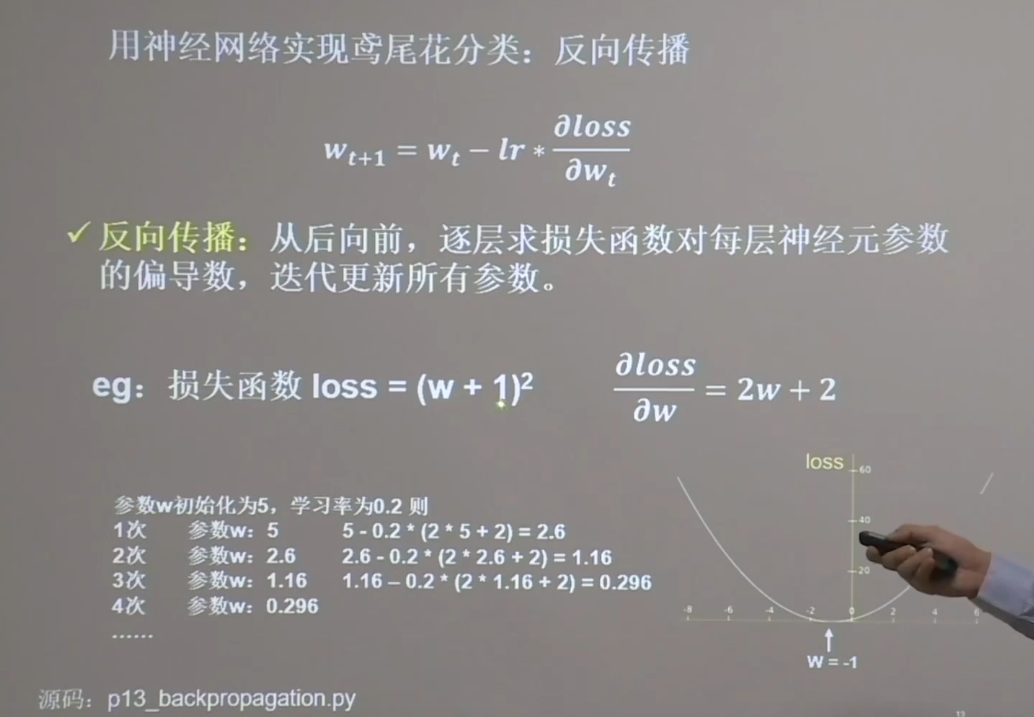 用神经网络实现鸢尾花分类：反向传播
w_{t+1} = w_t − lr * ∂loss/∂w_t
✓ 反向传播：从后向前，逐层求损失函数对每层神经元参数
的偏导数，迭代更新所有参数。
eg：损失函数 loss = (w + 1)²  ∂loss/∂w = 2w + 2
参数w初始化为5，学习率为0.2 则
1次 参数w：5 5 - 0.2 * (2 * 5 + 2) = 2.6
2次 参数w：2.6 2.6 - 0.2 * (2 * 2.6 + 2) = 1.16
3次 参数w：1.16 1.16 – 0.2 * (2 * 1.16 + 2) = 0.296
4次 参数w：0.296
······
loss
60
40
20
-8 -6 -4 -2 0 2 4 6
W = -1
源码：p13_backpropagation.py
13